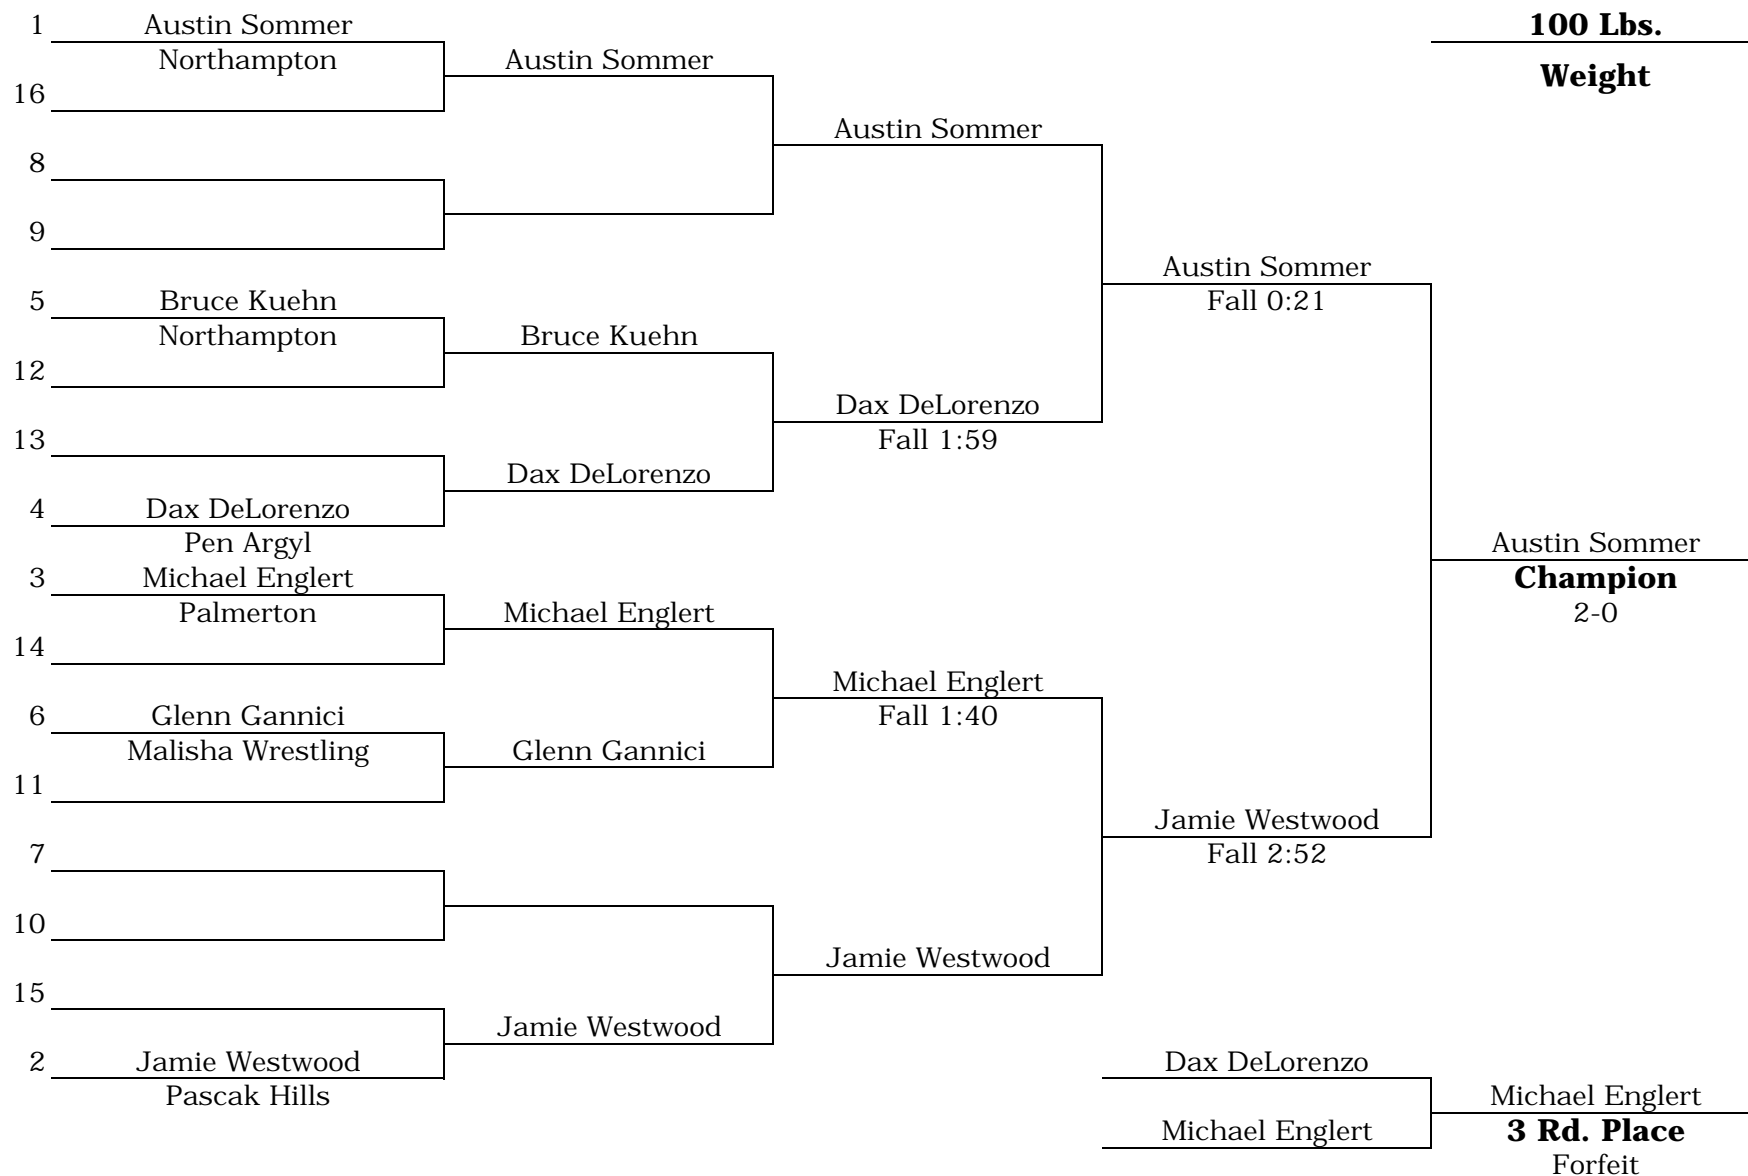 1 Austin Sommer
Northampton
16
8
9
5 Bruce Kuehn
Northampton
12
13
4 Dax DeLorenzo
Pen Argyl
3 Michael Englert
Palmerton
14
6 Glenn Gannici
Malisha Wrestling
11
7
10
15
2 Jamie Westwood
Pascak Hills
Austin Sommer
Bruce Kuehn
Dax DeLorenzo
Michael Englert
Glenn Gannici
Jamie Westwood
Austin Sommer
Dax DeLorenzo
Fall 1:59
Michael Englert
Fall 1:40
Jamie Westwood
Austin Sommer
Fall 0:21
Jamie Westwood
Fall 2:52
Dax DeLorenzo
Michael Englert
100 Lbs.
Weight
Austin Sommer
Champion
2-0
Michael Englert
3 Rd. Place
Forfeit